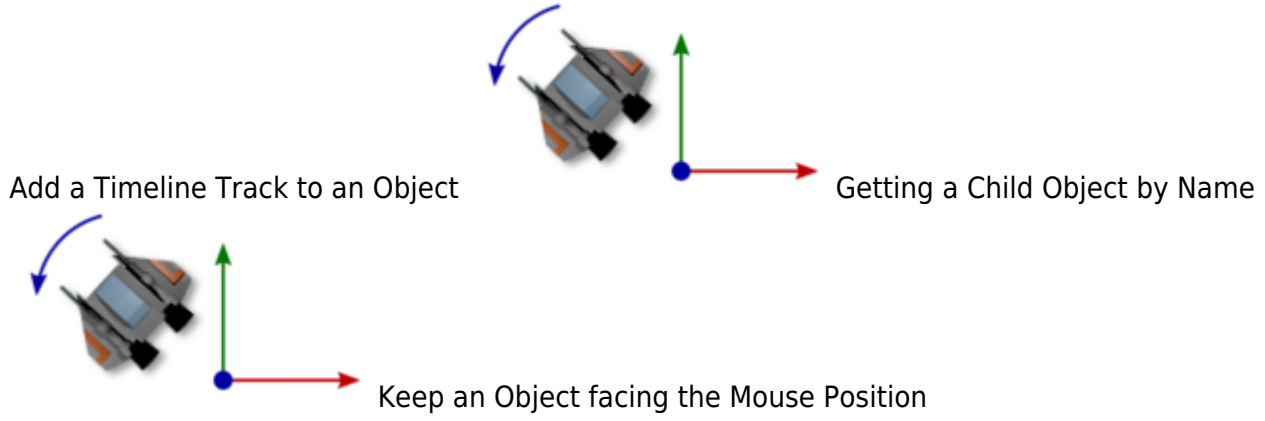 Add a Timeline Track to an Object Getting a Child Object by Name
Keep an Object facing the Mouse Position